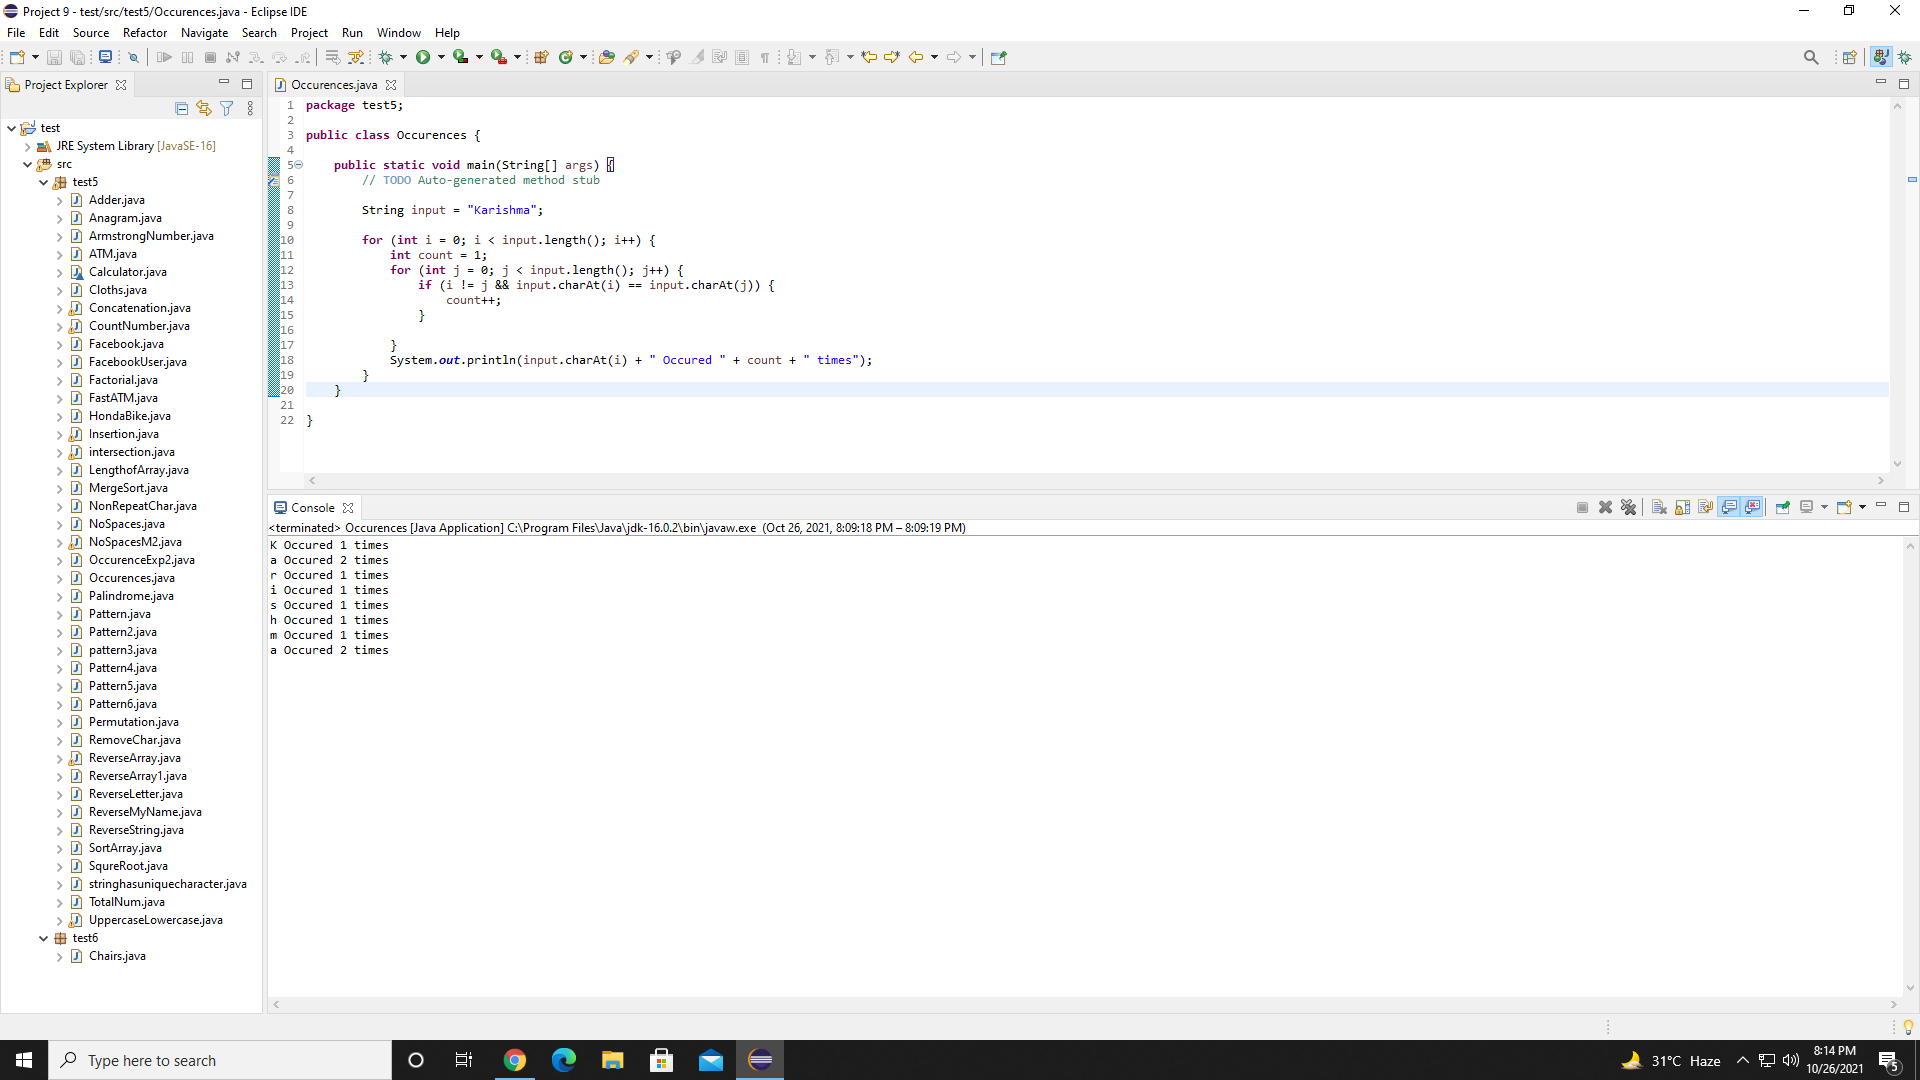 Project 9 - test/src/test5/Occurences.java - Eclipse IDE
File Edit Source Refactor Navigate Search Project Run Window Help
Project Explorer
test
JRE System Library [JavaSE-16]
src
test5
Adder.java
Anagram.java
ArmstrongNumber.java
ATM.java
Calculator.java
Cloths.java
Concatenation.java
CountNumber.java
Facebook.java
FacebookUser.java
Factorial.java
FastATM.java
HondaBike.java
Insertion.java
intersection.java
LengthofArray.java
MergeSort.java
NonRepeatChar.java
NoSpaces.java
NoSpacesM2.java
OccurenceExp2.java
Occurences.java
Palindrome.java
Pattern.java
Pattern2.java
pattern3.java
Pattern4.java
Pattern5.java
Pattern6.java
Permutation.java
RemoveChar.java
ReverseArray.java
ReverseArray1.java
ReverseLetter.java
ReverseMyName.java
ReverseString.java
SortArray.java
SqureRoot.java
stringhasuniquecharacter.java
TotalNum.java
UppercaseLowercase.java
test6
Chairs.java
Occurences.java
1 package test5;
2
3 public class Occurences {
4
5 public static void main(String[] args) {
6 // TODO Auto-generated method stub
7
8 String input = "Karishma";
9
10 for (int i = 0; i < input.length(); i++) {
11 int count = 1;
12 for (int j = 0; j < input.length(); j++) {
13 if (i != j && input.charAt(i) == input.charAt(j)) {
14 count++;
15 }
16
17 }
18 System.out.println(input.charAt(i) + " Occured " + count + " times");
19 }
20 }
21
22 }
Console
<terminated> Occurences [Java Application] C:\Program Files\Java\jdk-16.0.2\bin\javaw.exe (Oct 26, 2021, 8:09:18 PM – 8:09:19 PM)
K Occured 1 times
a Occured 2 times
r Occured 1 times
i Occured 1 times
s Occured 1 times
h Occured 1 times
m Occured 1 times
a Occured 2 times
Type here to search
31°C Haze
8:14 PM
10/26/2021
5